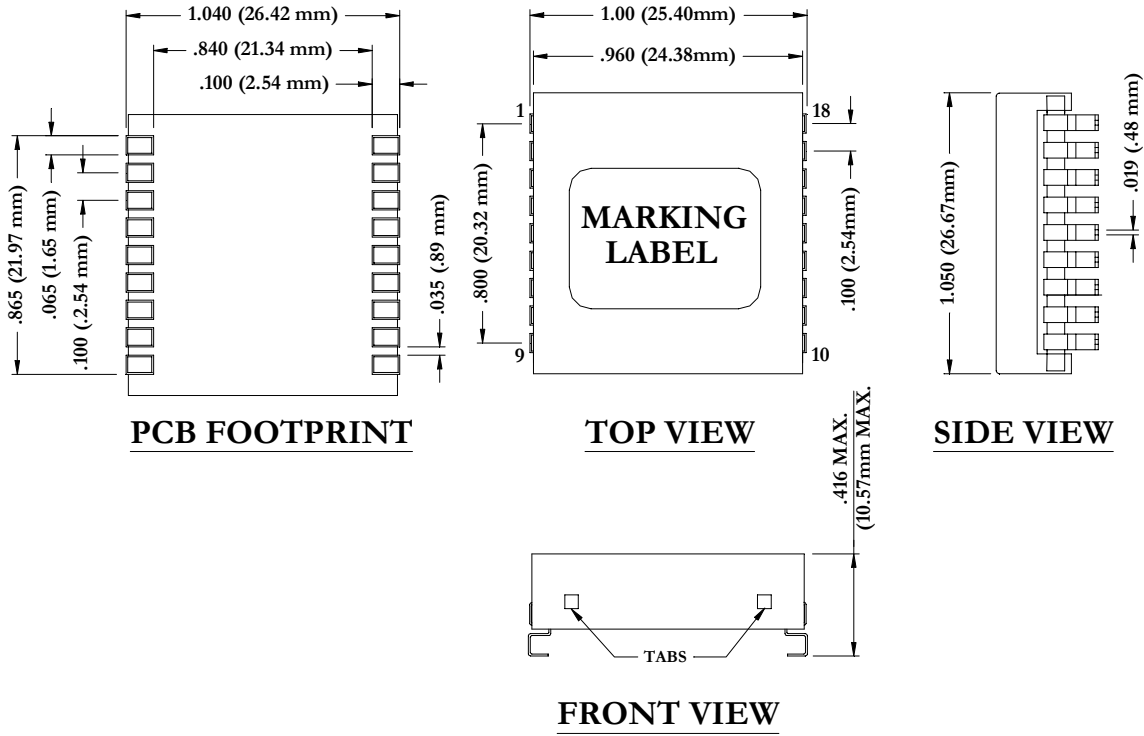 1.040 (26.42 mm)
.840 (21.34 mm)
.100 (2.54 mm)
.865 (21.97 mm)
.065 (1.65 mm)
.100 (.2.54 mm)
.035 (.89 mm)
PCB FOOTPRINT
1.00 (25.40mm)
.960 (24.38mm)
1
18
.800 (20.32 mm)
MARKING
LABEL
.100 (2.54mm)
9
10
TOP VIEW
1.050 (26.67mm)
.019 (.48 mm)
SIDE VIEW
.416 MAX.
(10.57mm MAX.
TABS
FRONT VIEW